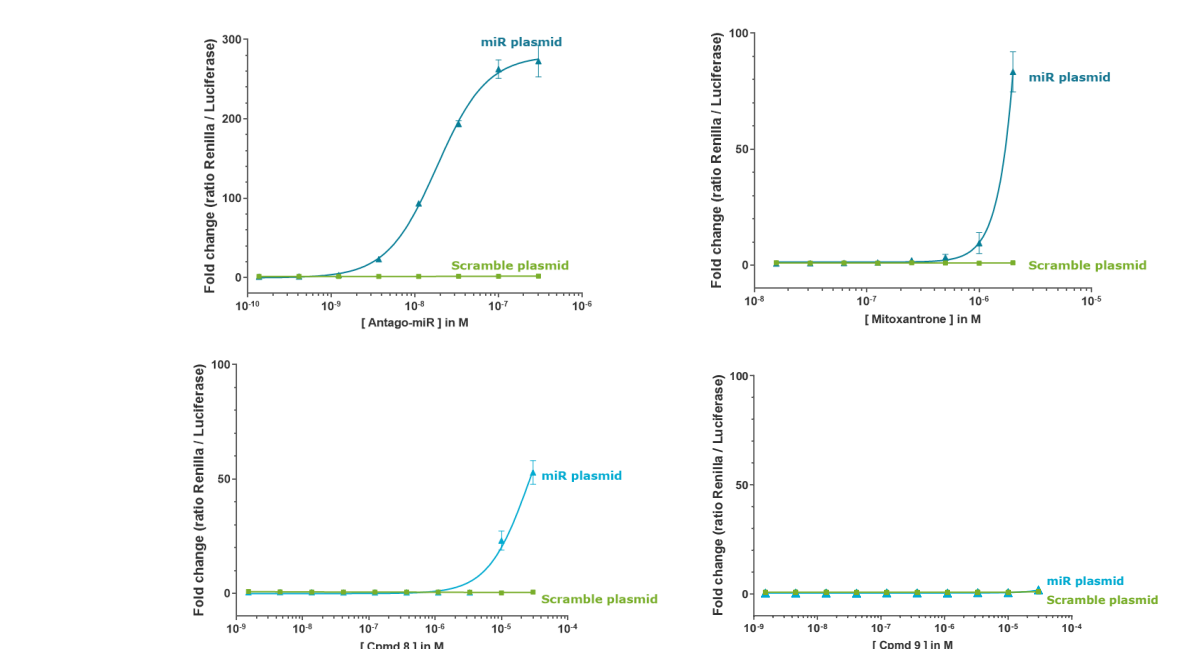 Fold change (ratio Renilla / Luciferase)
300
200
100
0
miR plasmid
Scramble plasmid
10-10
10-9
10-8
10-7
10-6
[ Antago-miR ] in M
Fold change (ratio Renilla / Luciferase)
100
50
0
miR plasmid
Scramble plasmid
10-8
10-7
10-6
10-5
[ Mitoxantrone ] in M
Fold change (ratio Renilla / Luciferase)
100
50
0
miR plasmid
Scramble plasmid
10-9
10-8
10-7
10-6
10-5
10-4
[ Cpmd 8 ] in M
Fold change (ratio Renilla / Luciferase)
100
50
0
miR plasmid
Scramble plasmid
10-9
10-8
10-7
10-6
10-5
10-4
[ Cpmd 9 ] in M